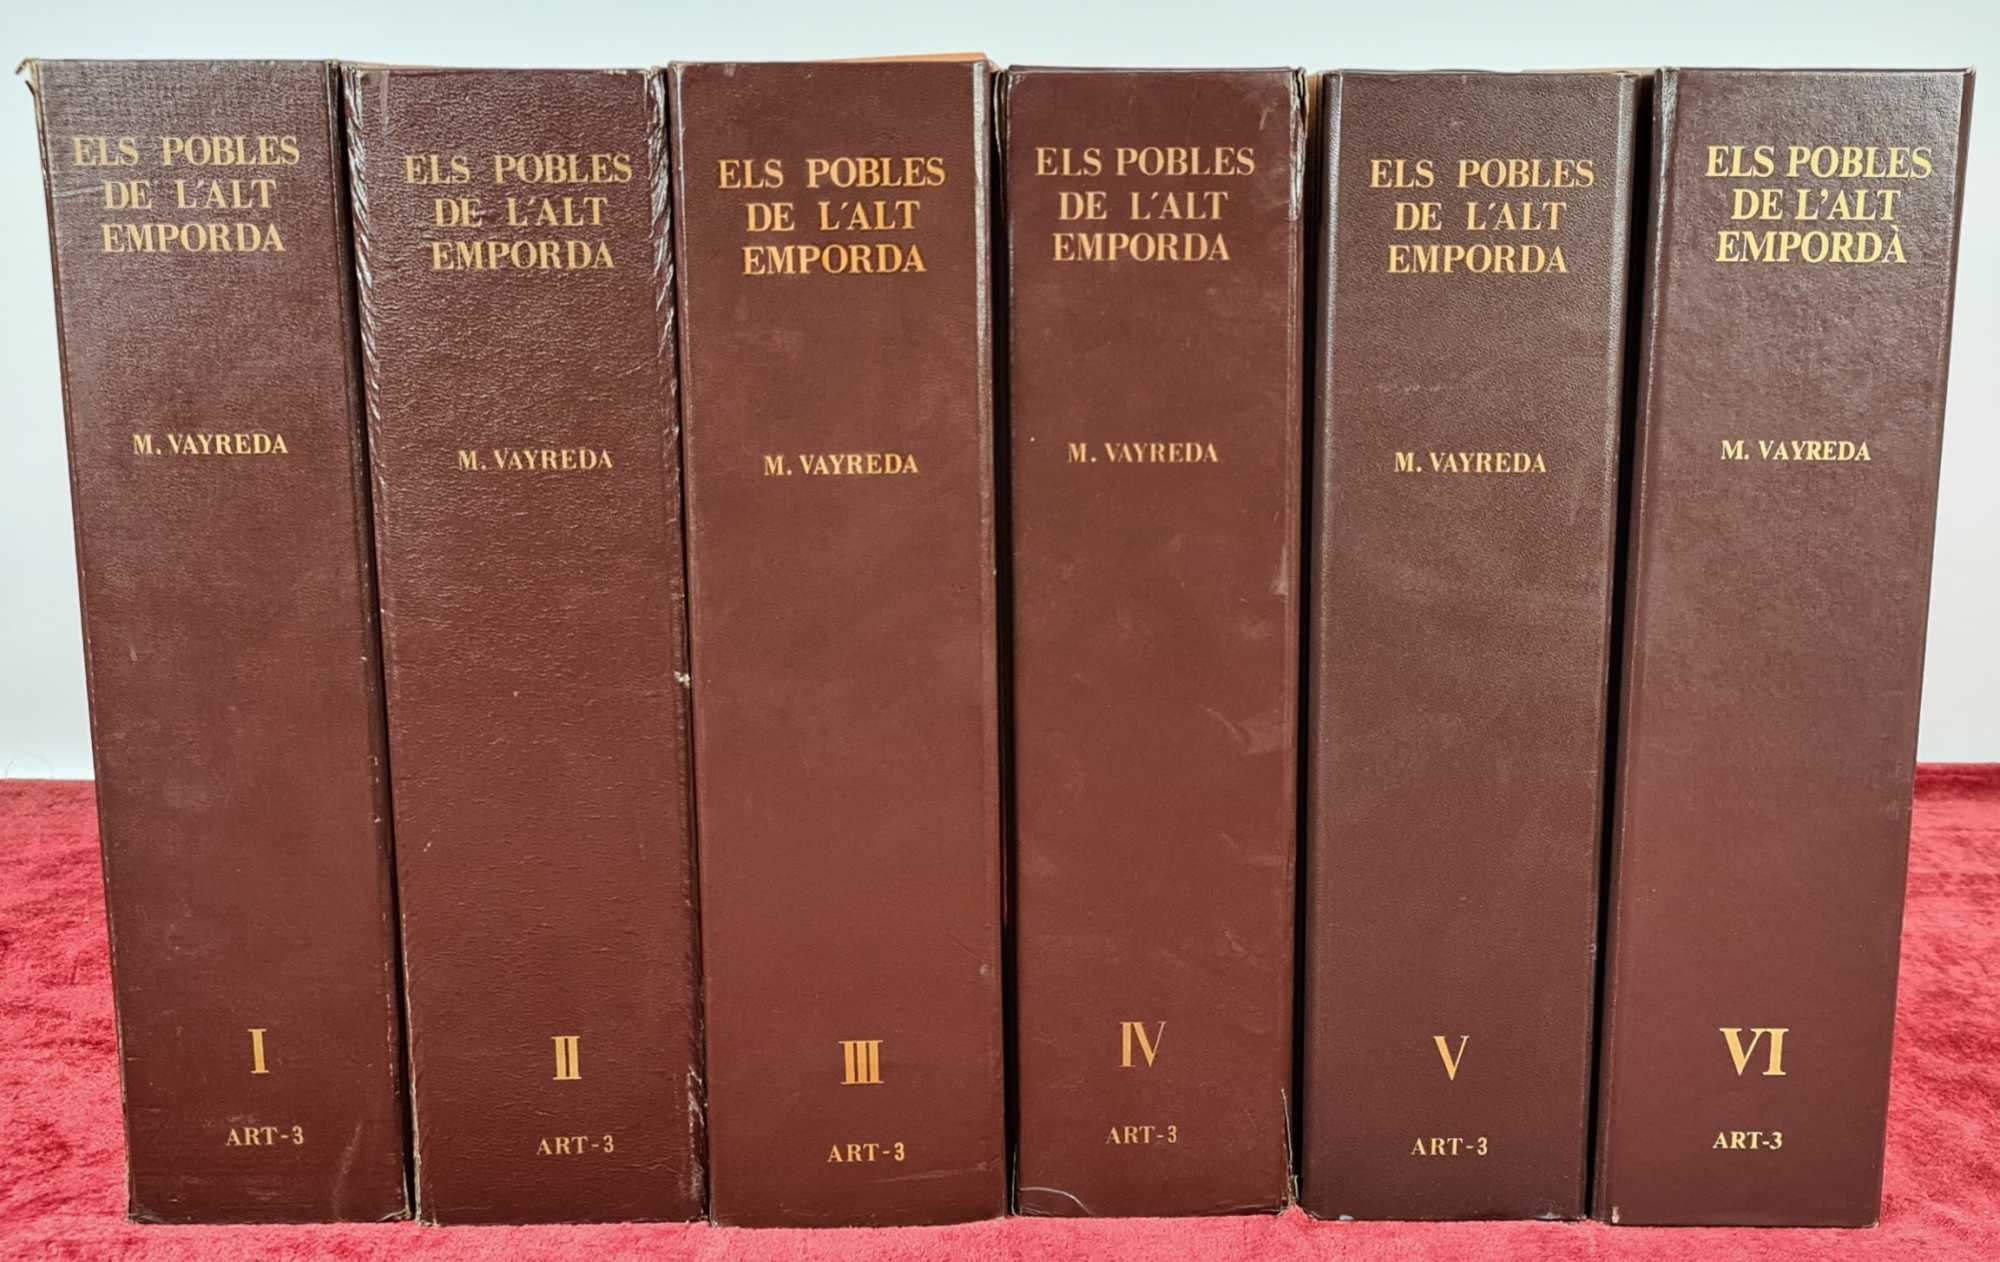 ELS POBLES
DE L´ALT
EMPORDA
M. VAYREDA
I
ART-3
ELS POBLES
DE L´ALT
EMPORDA
M. VAYREDA
II
ART-3
ELS POBLES
DE L´ALT
EMPORDA
M. VAYREDA
III
ART-3
ELS POBLES
DE L´ALT
EMPORDA
M. VAYREDA
IV
ART-3
ELS POBLES
DE L´ALT
EMPORDA
M. VAYREDA
V
ART-3
ELS POBLES
DE L'ALT
EMPORDÀ
M. VAYREDA
VI
ART-3